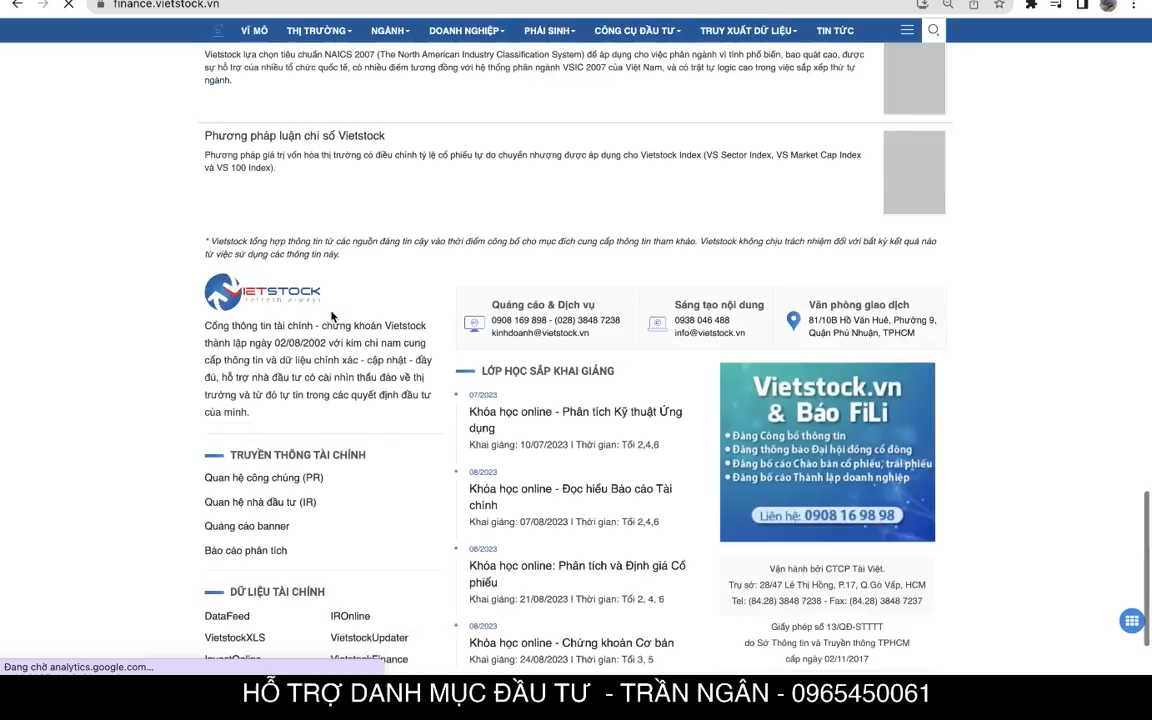 finance.vietstock.vn
VĨ MÔ THỊ TRƯỜNG NGÀNH DOANH NGHIỆP PHÁI SINH CÔNG CỤ ĐẦU TƯ TRUY XUẤT DỮ LIỆU TIN TỨC
Vietstock lựa chọn tiêu chuẩn NAICS 2007 (The North American Industry Classification System) để áp dụng cho việc phân ngành vì tính phổ biến, bao quát cao, được
sự hỗ trợ của nhiều tổ chức quốc tế, có nhiều điểm tương đồng với hệ thống phân ngành VSIC 2007 của Việt Nam, và có trật tự logic cao trong việc sắp xếp thứ tự
ngành.
Phương pháp luận chỉ số Vietstock
Phương pháp giá trị vốn hóa thị trường có điều chỉnh tỷ lệ cổ phiếu tự do chuyển nhượng được áp dụng cho Vietstock Index (VS Sector Index, VS Market Cap Index
và VS 100 Index).
* Vietstock tổng hợp thông tin từ các nguồn đáng tin cậy vào thời điểm công bố cho mục đích cung cấp thông tin tham khảo. Vietstock không chịu trách nhiệm đối với bất kỳ kết quả nào
từ việc sử dụng các thông tin này.
VIETSTOCK
refresh always
Cổng thông tin tài chính - chứng khoán Vietstock
thành lập ngày 02/08/2002 với kim chỉ nam cung
cấp thông tin và dữ liệu chính xác - cập nhật - đầy
đủ, hỗ trợ nhà đầu tư có cái nhìn thấu đáo về thị
trường và từ đó tự tin trong các quyết định đầu tư
của mình.
TRUYỀN THÔNG TÀI CHÍNH
Quan hệ công chúng (PR)
Quan hệ nhà đầu tư (IR)
Quảng cáo banner
Báo cáo phân tích
DỮ LIỆU TÀI CHÍNH
DataFeed IROnline
VietstockXLS VietstockUpdater
InvestOnline VietstockFinance
Quảng cáo & Dịch vụ
0908 169 898 - (028) 3848 7238
kinhdoanh@vietstock.vn
Sáng tạo nội dung
0938 046 488
info@vietstock.vn
Văn phòng giao dịch
81/10B Hồ Văn Huê, Phường 9,
Quận Phú Nhuận, TPHCM
LỚP HỌC SẮP KHAI GIẢNG
07/2023
Khóa học online - Phân tích Kỹ thuật Ứng
dụng
Khai giảng: 10/07/2023 I Thời gian: Tối 2,4,6
08/2023
Khóa học online - Đọc hiểu Báo cáo Tài
chính
Khai giảng: 07/08/2023 I Thời gian: Tối 2,4,6
08/2023
Khóa học online: Phân tích và Định giá Cổ
phiếu
Khai giảng: 21/08/2023 I Thời gian: Tối 2, 4, 6
08/2023
Khóa học online - Chứng khoán Cơ bản
Khai giảng: 24/08/2023 I Thời gian: Tối 3, 5
Vietstock.vn
& Báo FiLi
Đăng Công bố thông tin
Đăng thông báo Đại hội đồng cổ đông
Đăng bố cáo Chào bán cổ phiếu, trái phiếu
Đăng bố cáo Thành lập doanh nghiệp
Liên hệ: 0908 16 98 98
Vận hành bởi CTCP Tài Việt.
Trụ sở: 28/47 Lê Thị Hồng, P.17, Q.Gò Vấp, HCM
Tel: (84.28) 3848 7238 - Fax: (84.28) 3848 7237
Giấy phép số 13/QĐ-STTTT
do Sở Thông tin và Truyền thông TPHCM
cấp ngày 02/11/2017
Đang chờ analytics.google.com...
HỖ TRỢ DANH MỤC ĐẦU TƯ - TRẦN NGÂN - 0965450061